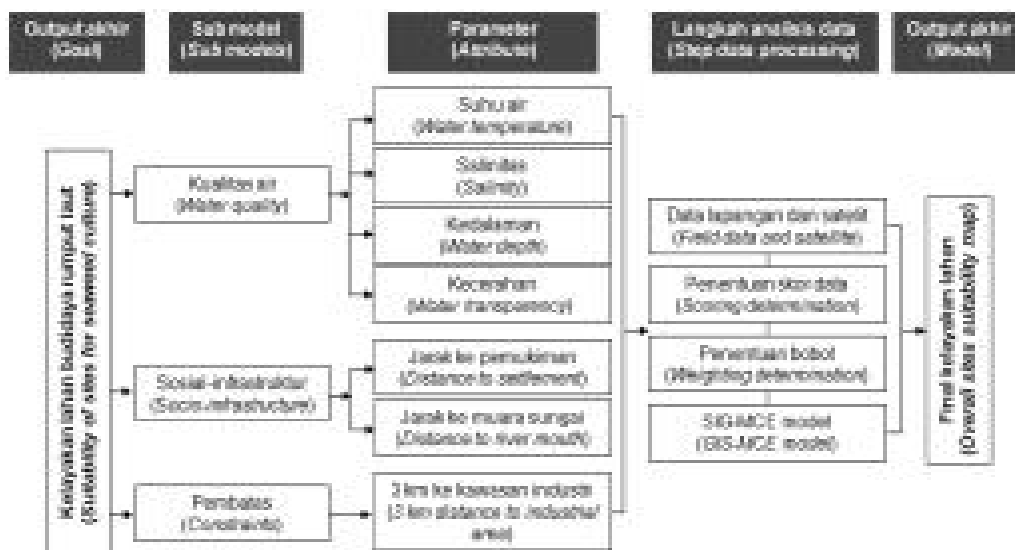 Output akhir
(Goal)
Sub model
(Sub models)
Parameter
(Attribute)
Langkah analisis data
(Step data processing)
Output akhir
(Model)
Kelayakan lahan budidaya rumput laut
(Suitability of sites for seaweed culture)
Kualitas air
(Water quality)
Sosial-infrastruktur
(Socio-infrastructure)
Pembatas
(Constraints)
Suhu air
(Water temperature)
Salinitas
(Salinity)
Kedalaman
(Water depth)
Kecerahan
(Water transparency)
Jarak ke pemukiman
(Distance to settlement)
Jarak ke muara sungai
(Distance to river mouth)
3 km ke kawasan industri
(3 km distance to industrial
area)
Data lapangan dan satelit
(Field data and satellite)
Penentuan skor data
(Scoring determination)
Penentuan bobot
(Weighting determination)
SIG-MCE model
(GIS-MCE model)
Final kelayakan lahan
(Overall sites suitability map)